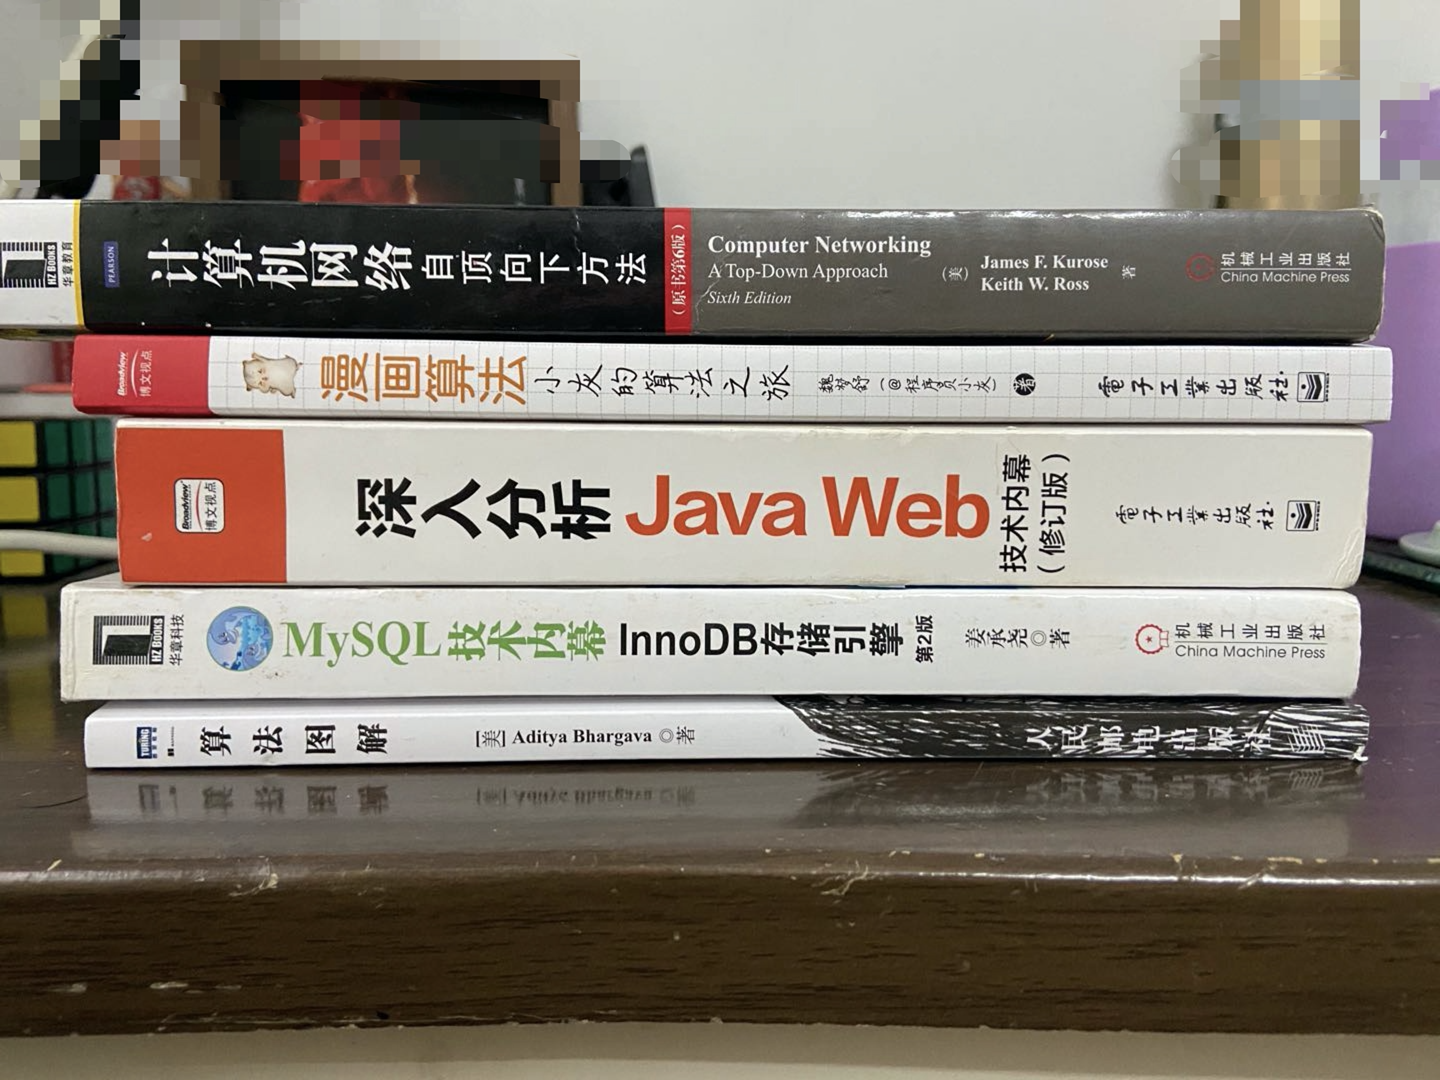 HZ BOOKS
华章教育
PEARSON
计算机网络 自顶向下方法
(原书第6版)
Computer Networking
A Top-Down Approach
Sixth Edition
(美) James F. Kurose
Keith W. Ross 著
机械工业出版社
China Machine Press
Broadview
博文视点
漫画算法 小灰的算法之旅
魏梦舒(@程序员小灰) 著
電子工業出版社
Broadview
博文视点
深入分析 Java Web 技术内幕
(修订版)
電子工業出版社
HZ BOOKS
华章科技
MySQL技术内幕 InnoDB存储引擎 第2版
姜承尧◎著
机械工业出版社
China Machine Press
TURING
算法图解
[美] Aditya Bhargava ◎著
人民邮电出版社